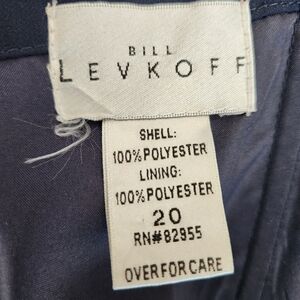 BILL
LEVKOFF
SHELL:
100% POLYESTER
LINING:
100% POLYESTER
20
RN#82955
OVER FOR CARE